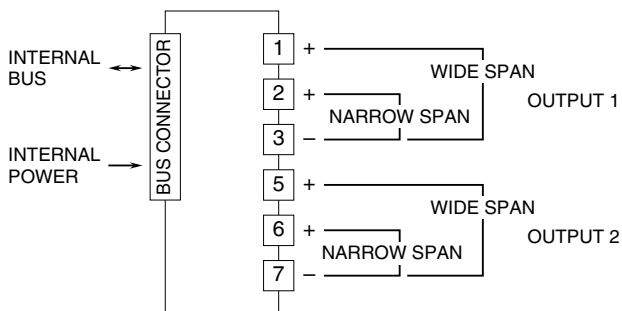 INTERNAL
BUS
INTERNAL
POWER
BUS CONNECTOR
1 +
WIDE SPAN
2 +
OUTPUT 1
NARROW SPAN
3 –
5 +
WIDE SPAN
6 +
OUTPUT 2
NARROW SPAN
7 –